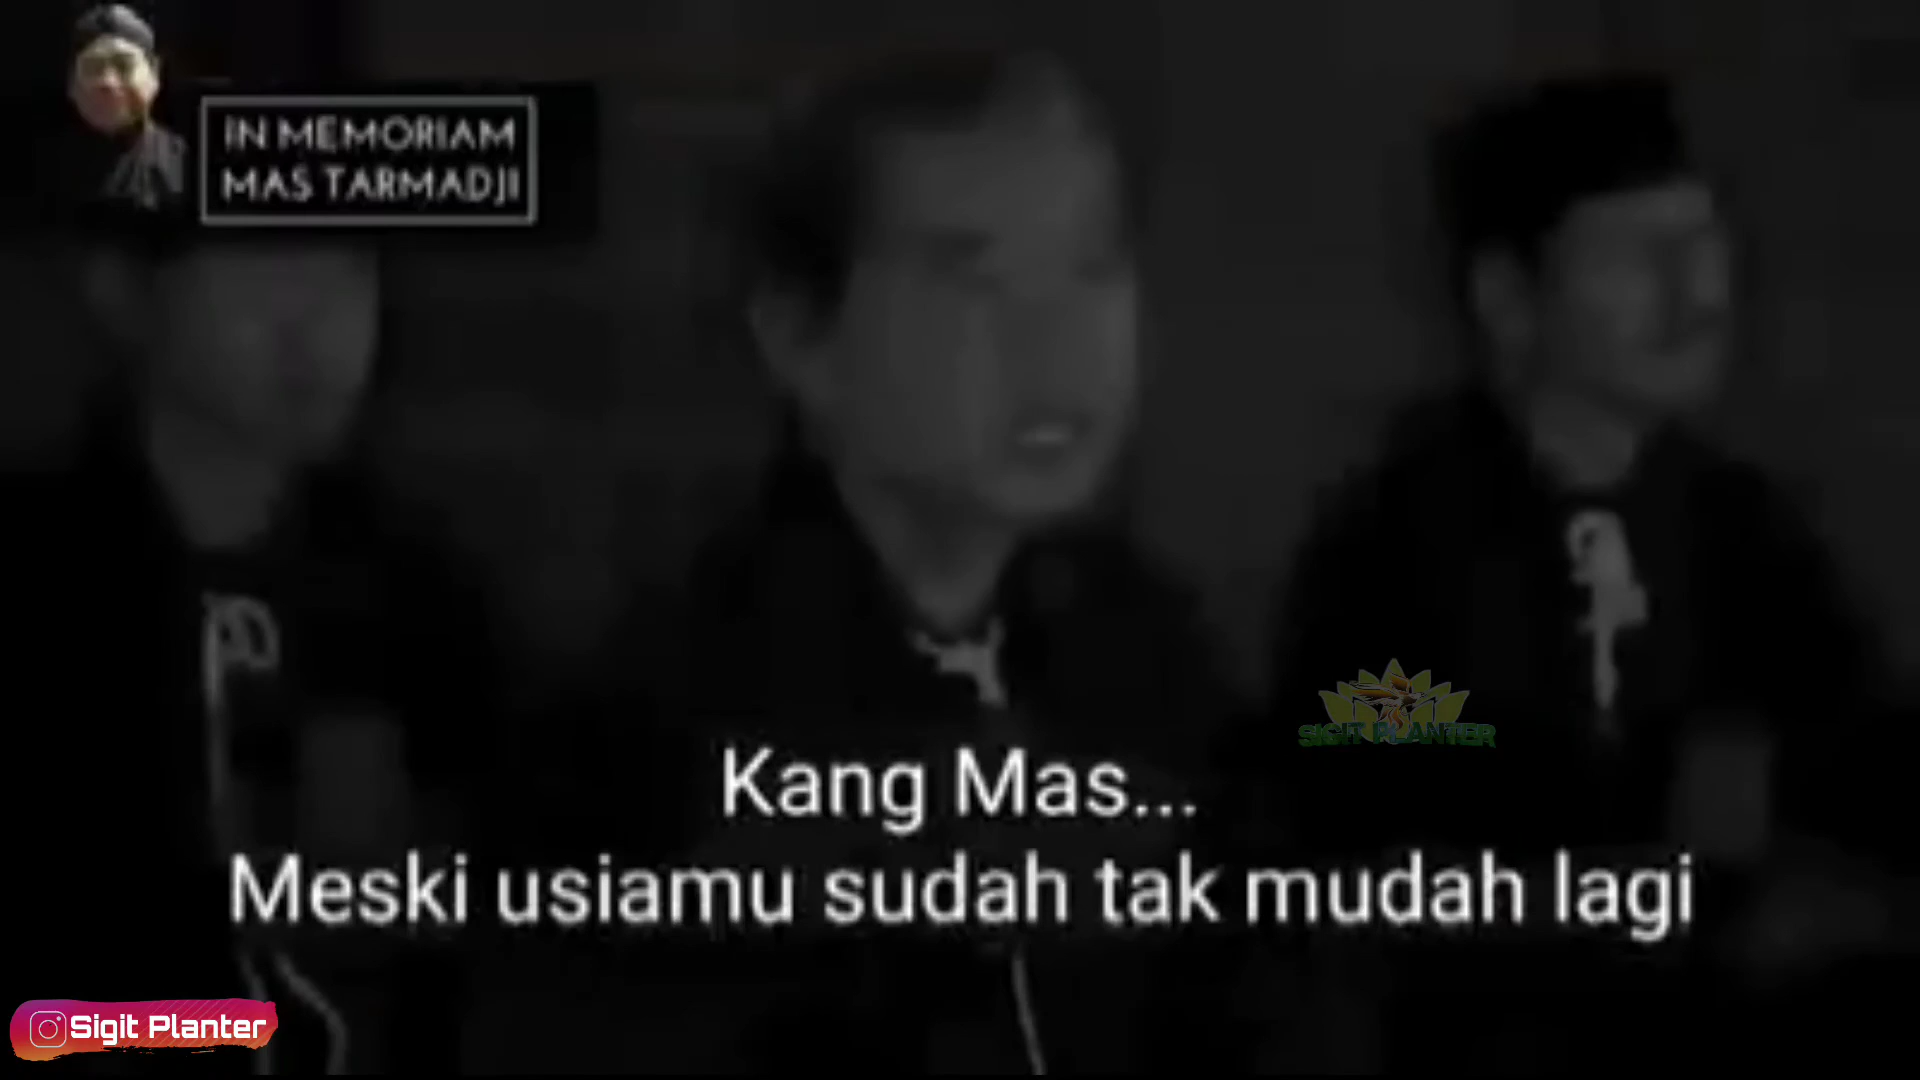 IN MEMORIAM
MAS TARMADJI
SIGIT PLANTER
Kang Mas...
Meski usiamu sudah tak mudah lagi
Sigit Planter